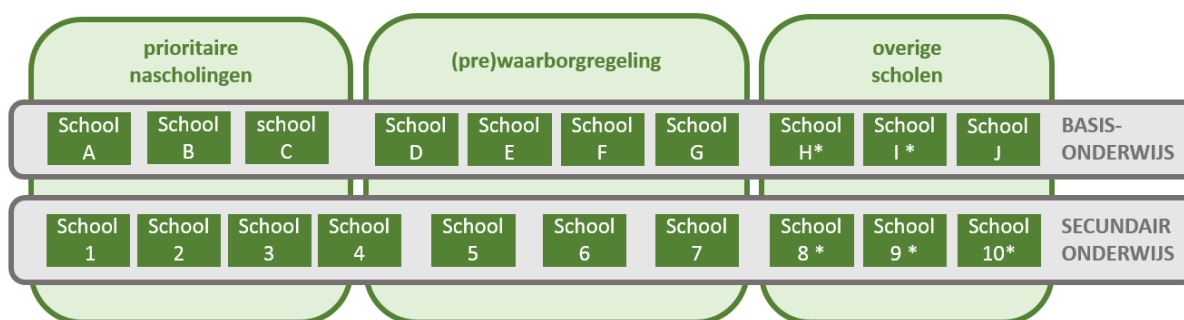 prioritaire
nascholingen
(pre)waarborgregeling
overige
scholen
School
A
School
B
school
C
School
D
School
E
School
F
School
G
School
H*
School
I *
School
J
BASIS-
ONDERWIJS
School
1
School
2
School
3
School
4
School
5
School
6
School
7
School
8 *
School
9 *
School
10*
SECUNDAIR
ONDERWIJS